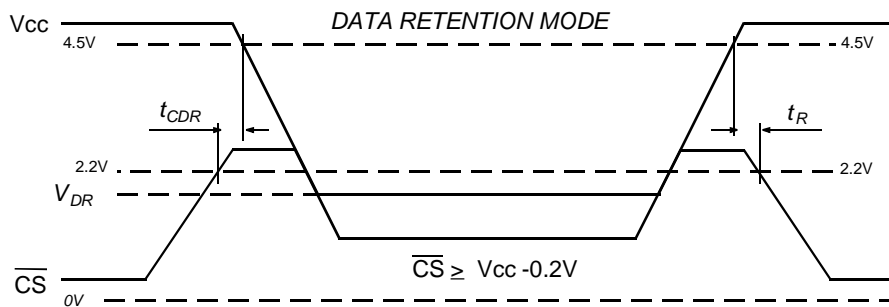 Vcc
DATA RETENTION MODE
4.5V
4.5V
tCDR
tR
2.2V
2.2V
VDR
CS
CS ≥ Vcc -0.2V
0V